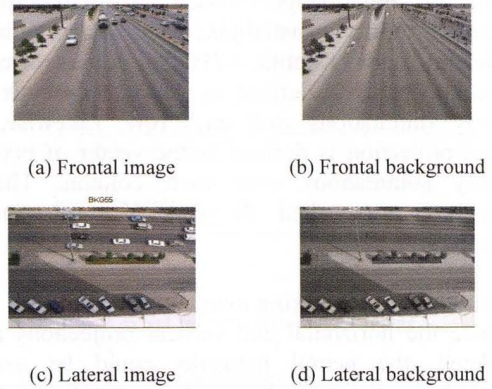 (a) Frontal image
(b) Frontal background
BKG55
(c) Lateral image
(d) Lateral background